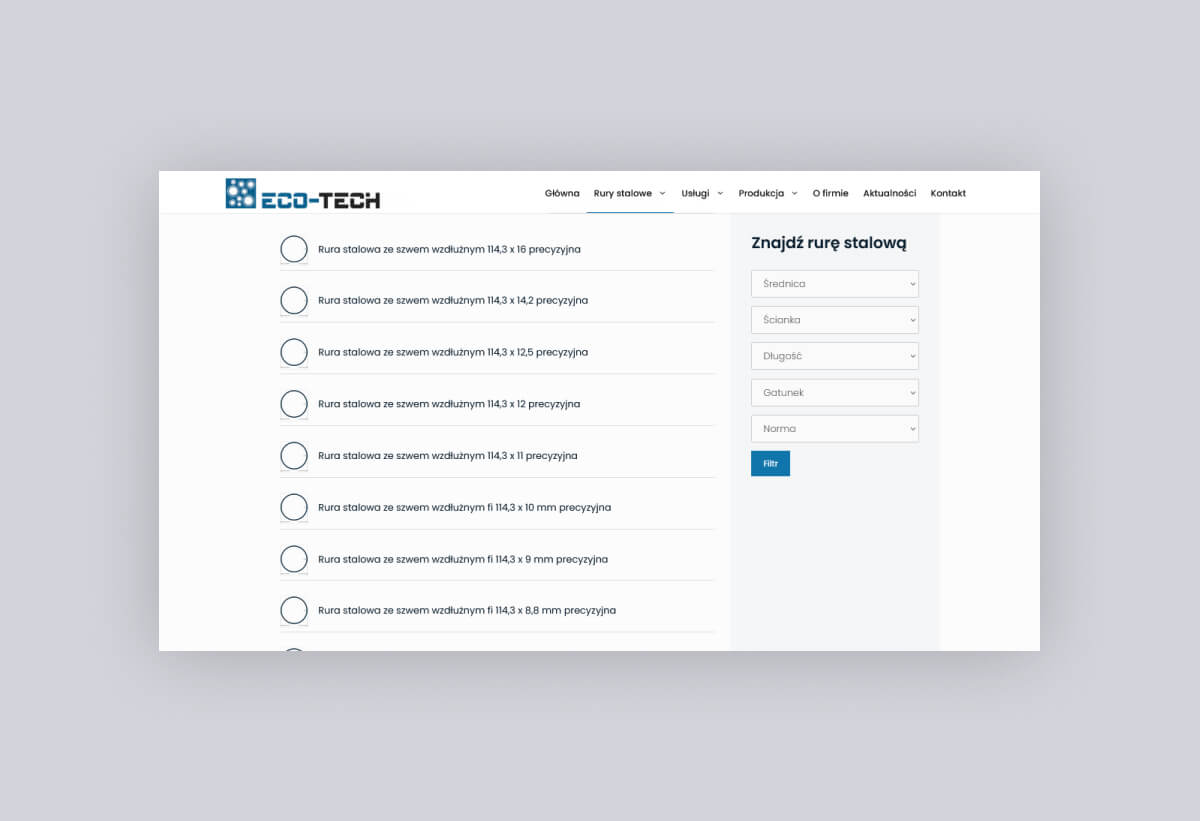 ECO-TECH
Główna Rury stalowe Usługi Produkcja O firmie Aktualności Kontakt
Rura stalowa ze szwem wzdłużnym 114,3 x 16 precyzyjna
Rura stalowa ze szwem wzdłużnym 114,3 x 14,2 precyzyjna
Rura stalowa ze szwem wzdłużnym 114,3 x 12,5 precyzyjna
Rura stalowa ze szwem wzdłużnym 114,3 x 12 precyzyjna
Rura stalowa ze szwem wzdłużnym 114,3 x 11 precyzyjna
Rura stalowa ze szwem wzdłużnym fi 114,3 x 10 mm precyzyjna
Rura stalowa ze szwem wzdłużnym fi 114,3 x 9 mm precyzyjna
Rura stalowa ze szwem wzdłużnym fi 114,3 x 8,8 mm precyzyjna
Znajdź rurę stalową
Średnica
Ścianka
Długość
Gatunek
Norma
Filtr